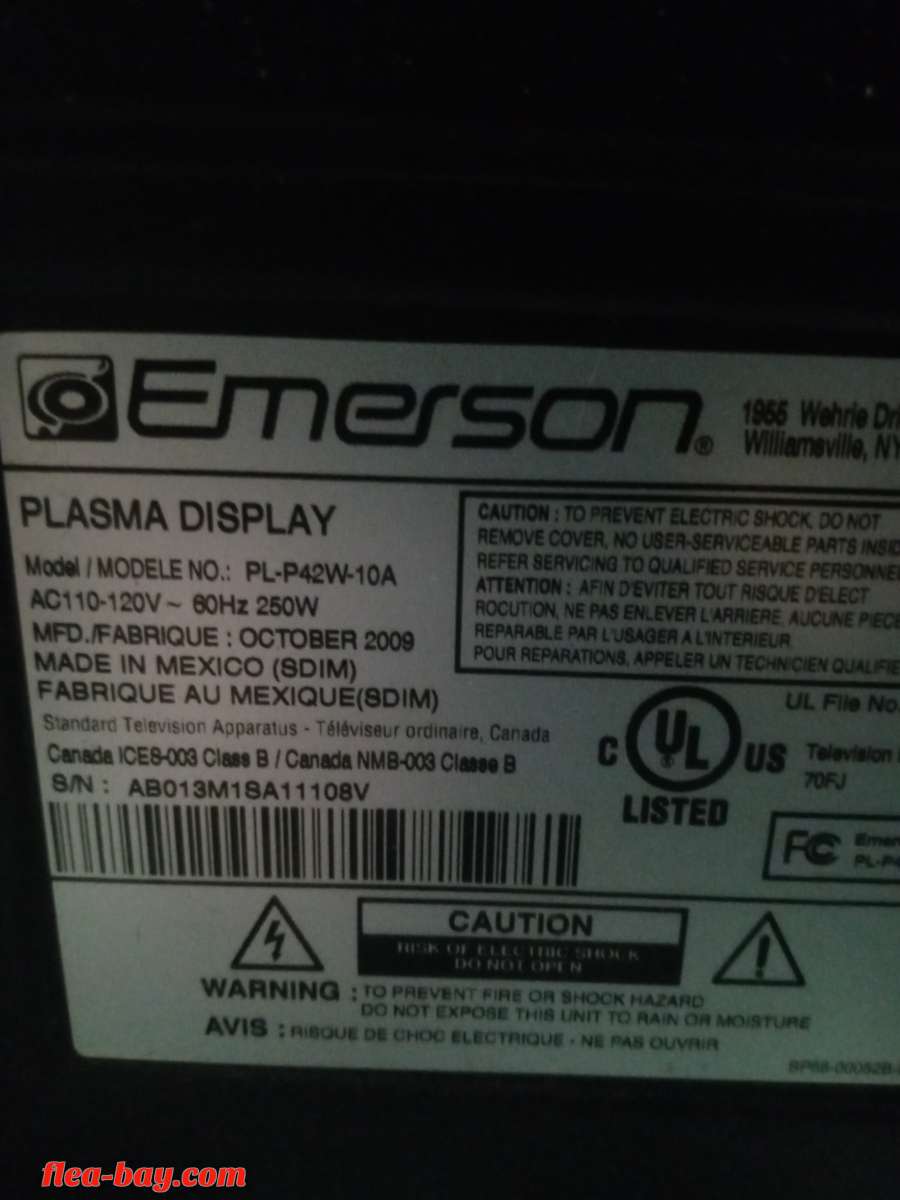 Emerson®
1955 Wehrle Dri
Williamsville, NY
PLASMA DISPLAY
Model / MODELE NO.: PL-P42W-10A
AC110-120V ~ 60Hz 250W
MFD./FABRIQUE : OCTOBER 2009
MADE IN MEXICO (SDIM)
FABRIQUE AU MEXIQUE(SDIM)
Standard Television Apparatus - Téléviseur ordinaire, Canada
Canada ICES-003 Class B / Canada NMB-003 Classe B
S/N : AB013M1SA11108V
CAUTION : TO PREVENT ELECTRIC SHOCK, DO NOT
REMOVE COVER, NO USER-SERVICEABLE PARTS INSID
REFER SERVICING TO QUALIFIED SERVICE PERSONNEL
ATTENTION : AFIN D'EVITER TOUT RISQUE D'ELECT
ROCUTION, NE PAS ENLEVER L'ARRIERE, AUCUNE PIECE
REPARABLE PAR L'USAGER A L'INTERIEUR.
POUR REPARATIONS, APPELER UN TECHNICIEN QUALIFIE
UL File No.
C UL® US
LISTED
Television
70FJ
FC Emer
PL-P4
CAUTION
RISK OF ELECTRIC SHOCK
DO NOT OPEN
WARNING : TO PREVENT FIRE OR SHOCK HAZARD
DO NOT EXPOSE THIS UNIT TO RAIN OR MOISTURE
AVIS : RISQUE DE CHOC ELECTRIQUE - NE PAS OUVRIR
BP68-00052B-
flea-bay.com